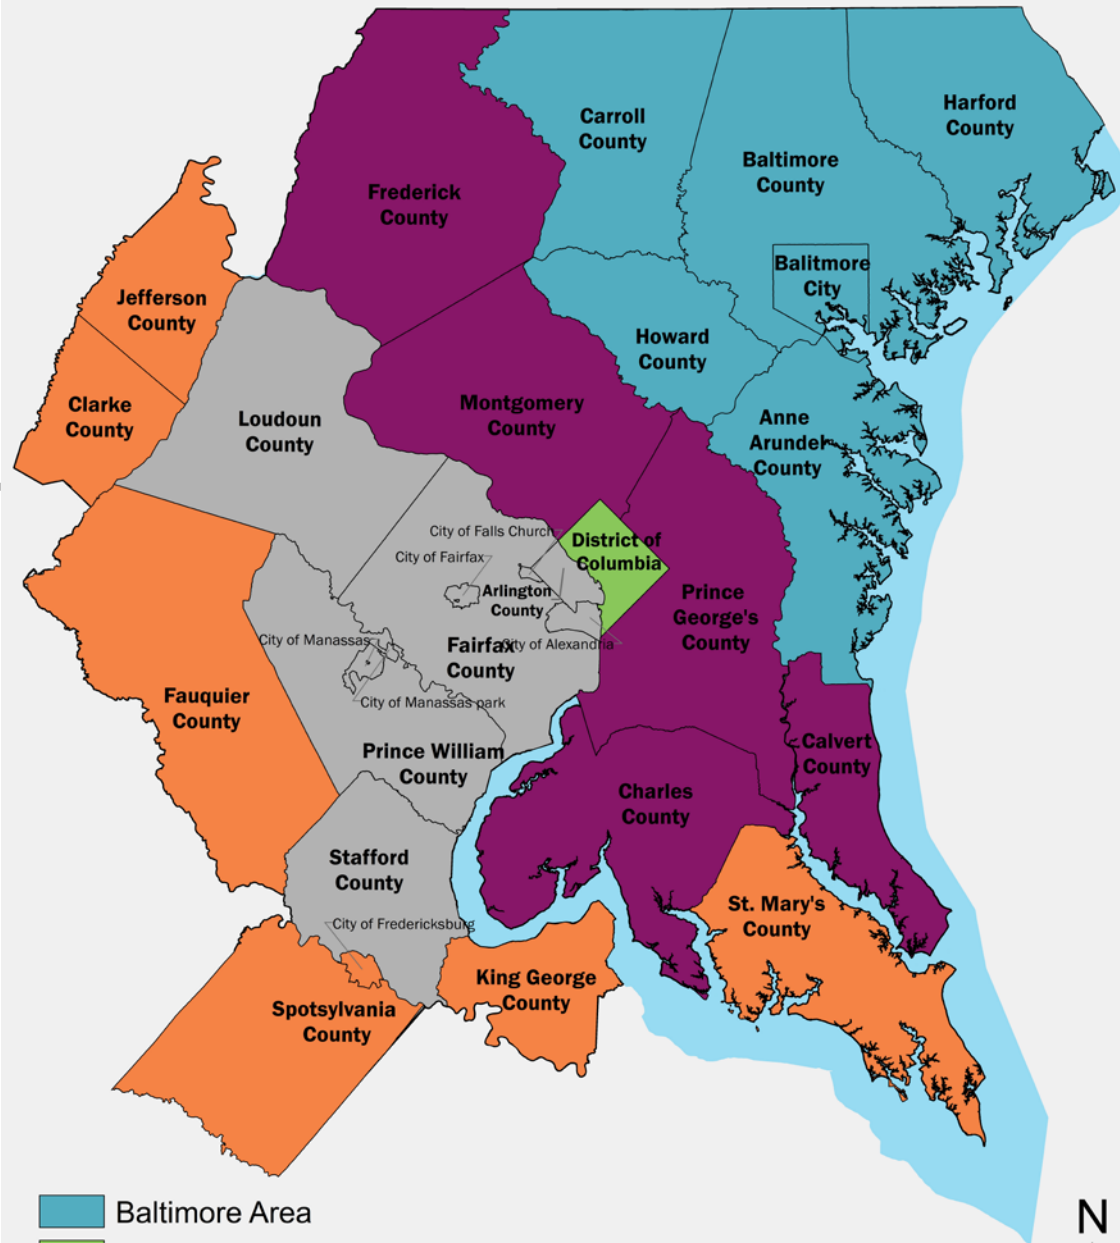 Carroll
County
Harford
County
Baltimore
County
Frederick
County
Balitmore
City
Jefferson
County
Howard
County
Clarke
County
Loudoun
County
Montgomery
County
Anne
Arundel
County
City of Falls Church
District of
Columbia
City of Fairfax
Arlington
County
Prince
George's
County
City of Manassas
Fairfax
County
City of Alexandria
Fauquier
County
City of Manassas park
Prince William
County
Calvert
County
Charles
County
Stafford
County
St. Mary's
County
City of Fredericksburg
King George
County
Spotsylvania
County
Baltimore Area
N